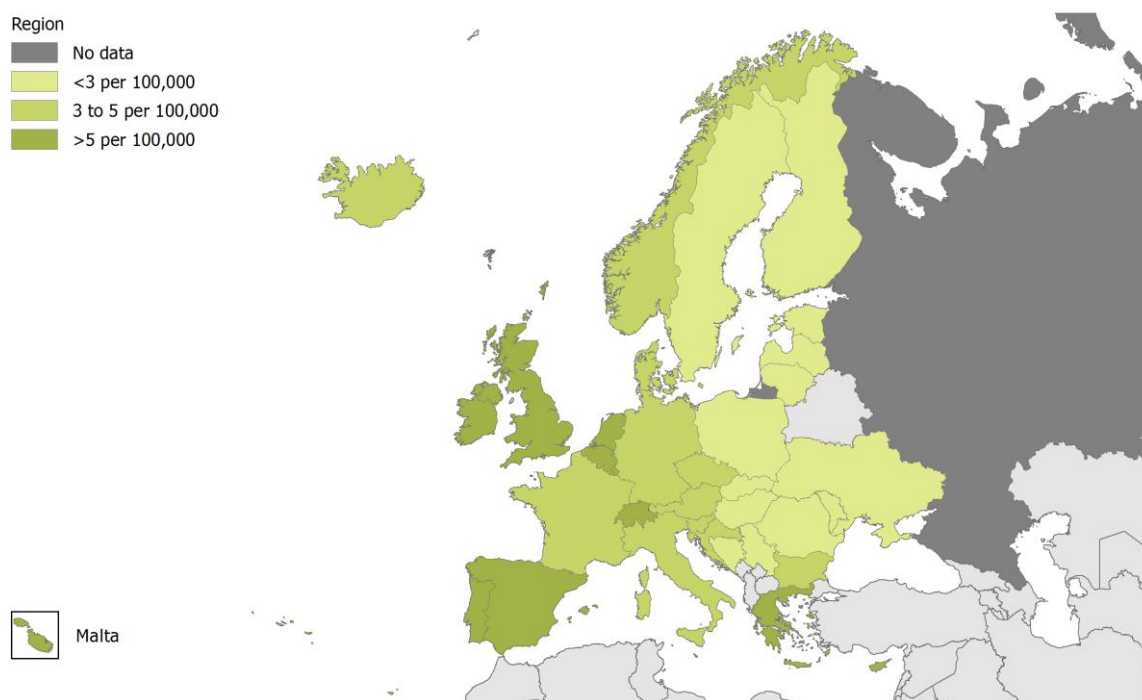 Region
No data
<3 per 100,000
3 to 5 per 100,000
>5 per 100,000
Malta